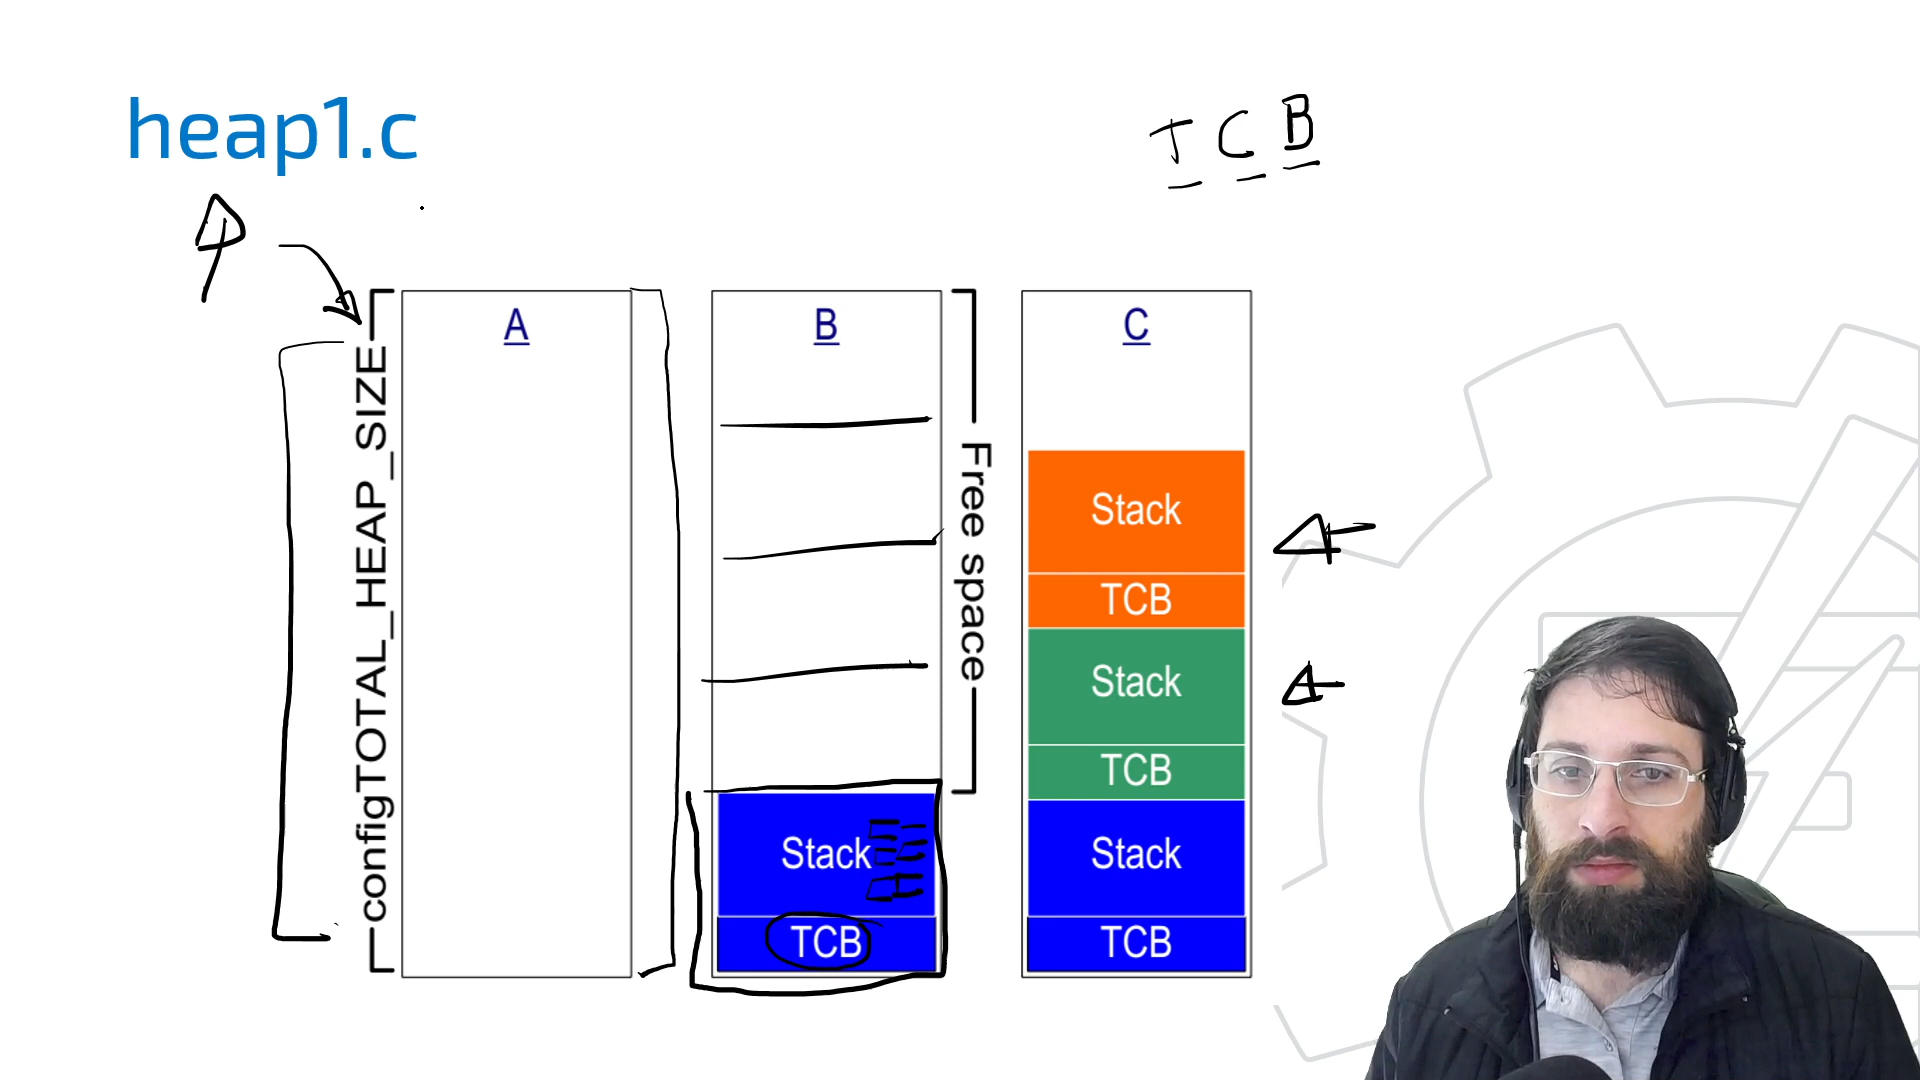 heap1.c
TCB
configTOTAL_HEAP_SIZE
A
B
Free space
Stack
TCB
C
Stack
TCB
Stack
TCB
Stack
TCB